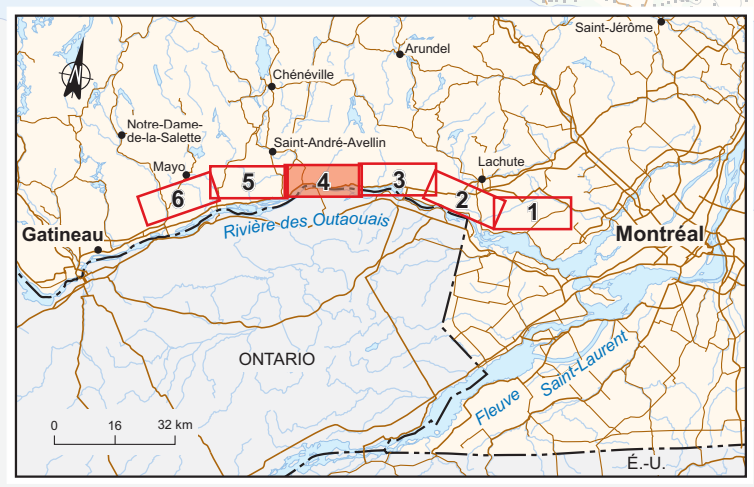 Saint-Jérôme
Arundel
Chénéville
Notre-Dame-
de-la-Salette
Saint-André-Avellin
Mayo
Lachute
6
5
4
3
2
1
Gatineau
Rivière des Outaouais
Montréal
ONTARIO
Fleuve Saint-Laurent
0 16 32 km
É.-U.